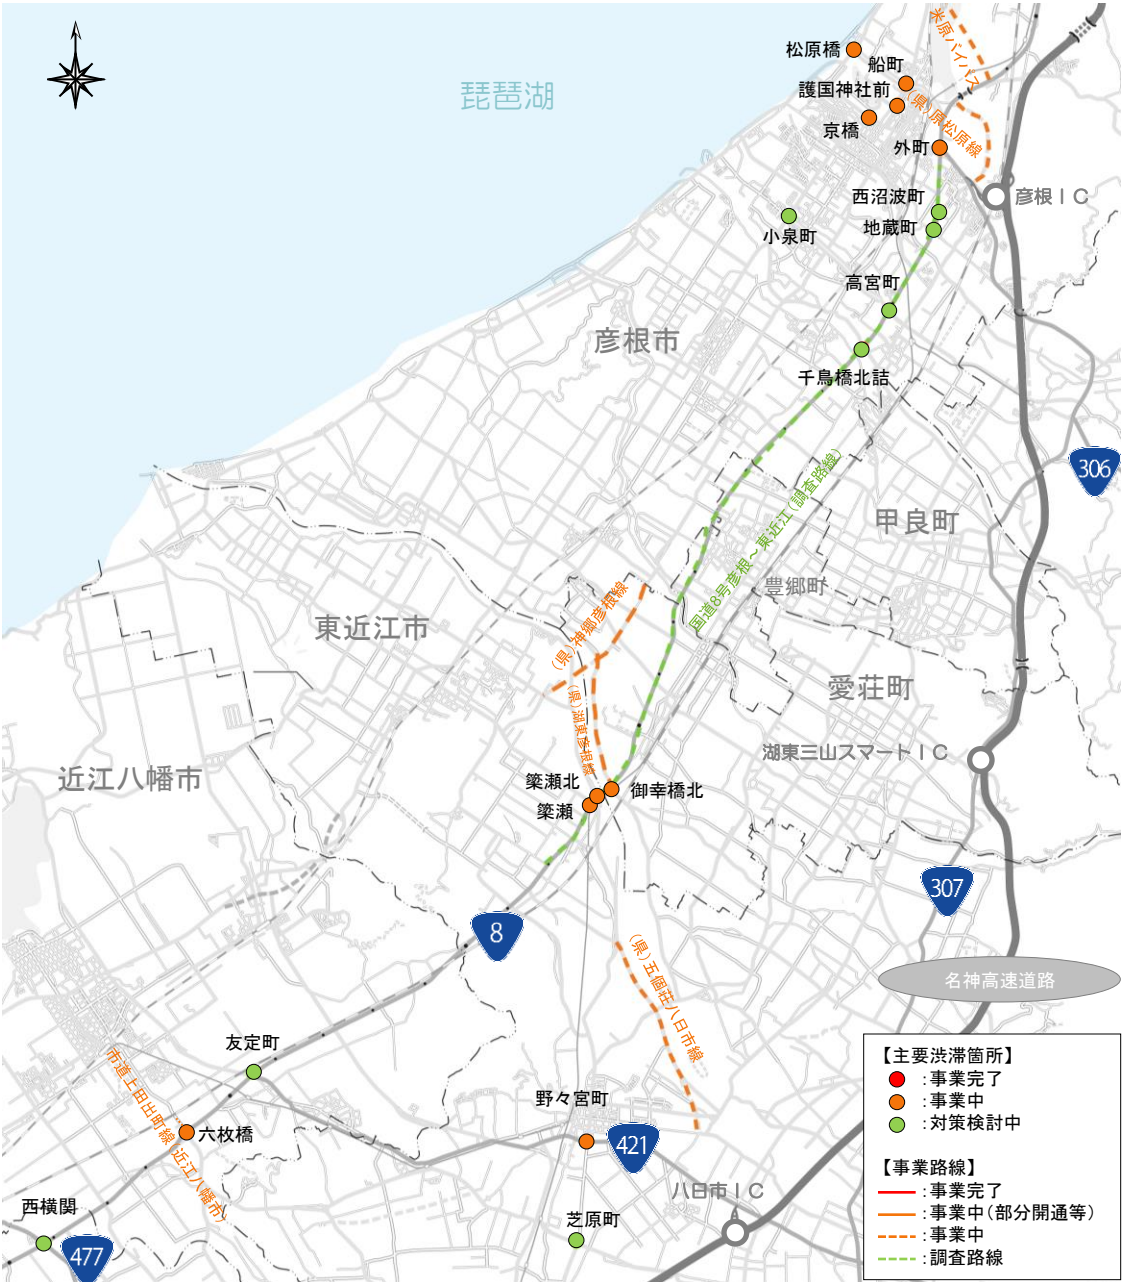 琵琶湖
松原橋
船町
護国神社前
京橋
外町
米原バイパス
(県)原松原線
彦根IC
西沼波町
地蔵町
小泉町
高宮町
彦根市
千鳥橋北詰
306
国道8号彦根～東近江(調査路線)
甲良町
豊郷町
東近江市
(県)神郷彦根線
(県)湖東彦根線
愛荘町
湖東三山スマートIC
近江八幡市
簗瀬北
簗瀬
御幸橋北
307
8
(県)五個荘八日市線
名神高速道路
友定町
市道上田出町線(近江八幡市)
六枚橋
野々宮町
421
八日市IC
西横関
477
芝原町
【主要渋滞箇所】
：事業完了
：事業中
：対策検討中
【事業路線】
：事業完了
：事業中(部分開通等)
：事業中
：調査路線